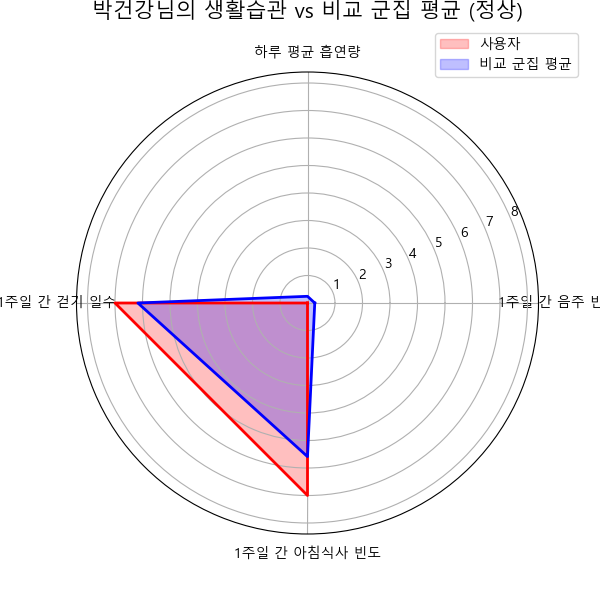 박건강님의 생활습관 vs 비교 군집 평균 (정상)
사용자
비교 군집 평균
하루 평균 흡연량
8
7
6
5
4
3
2
1
1주일 간 걷기 일수
1주일 간 음주 빈
1주일 간 아침식사 빈도